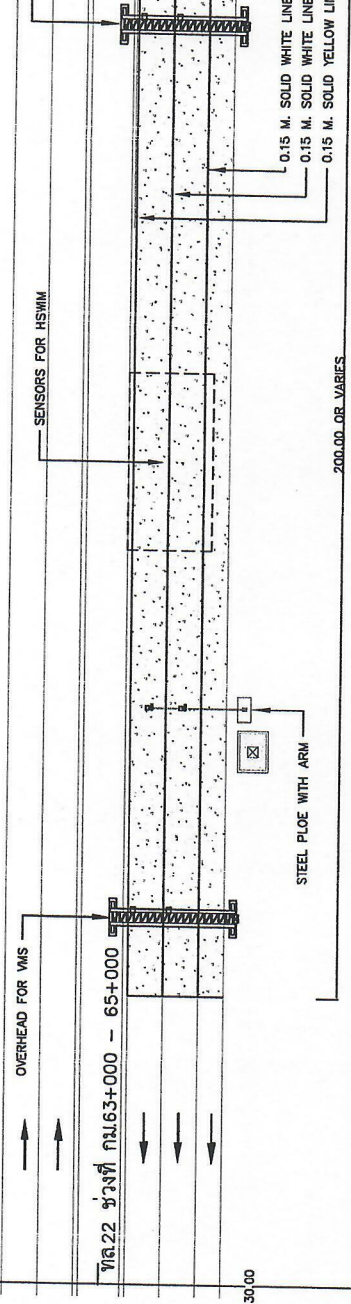 OVERHEAD FOR VMS
SENSORS FOR HSWIM
ทล.22 ช่วงที่ กม.63+000 - 65+000
0.15 M. SOLID WHITE LINE
0.15 M. SOLID WHITE LINE
0.15 M. SOLID YELLOW LI
STEEL PLOE WITH ARM
200.00 OR VARIES
30.00